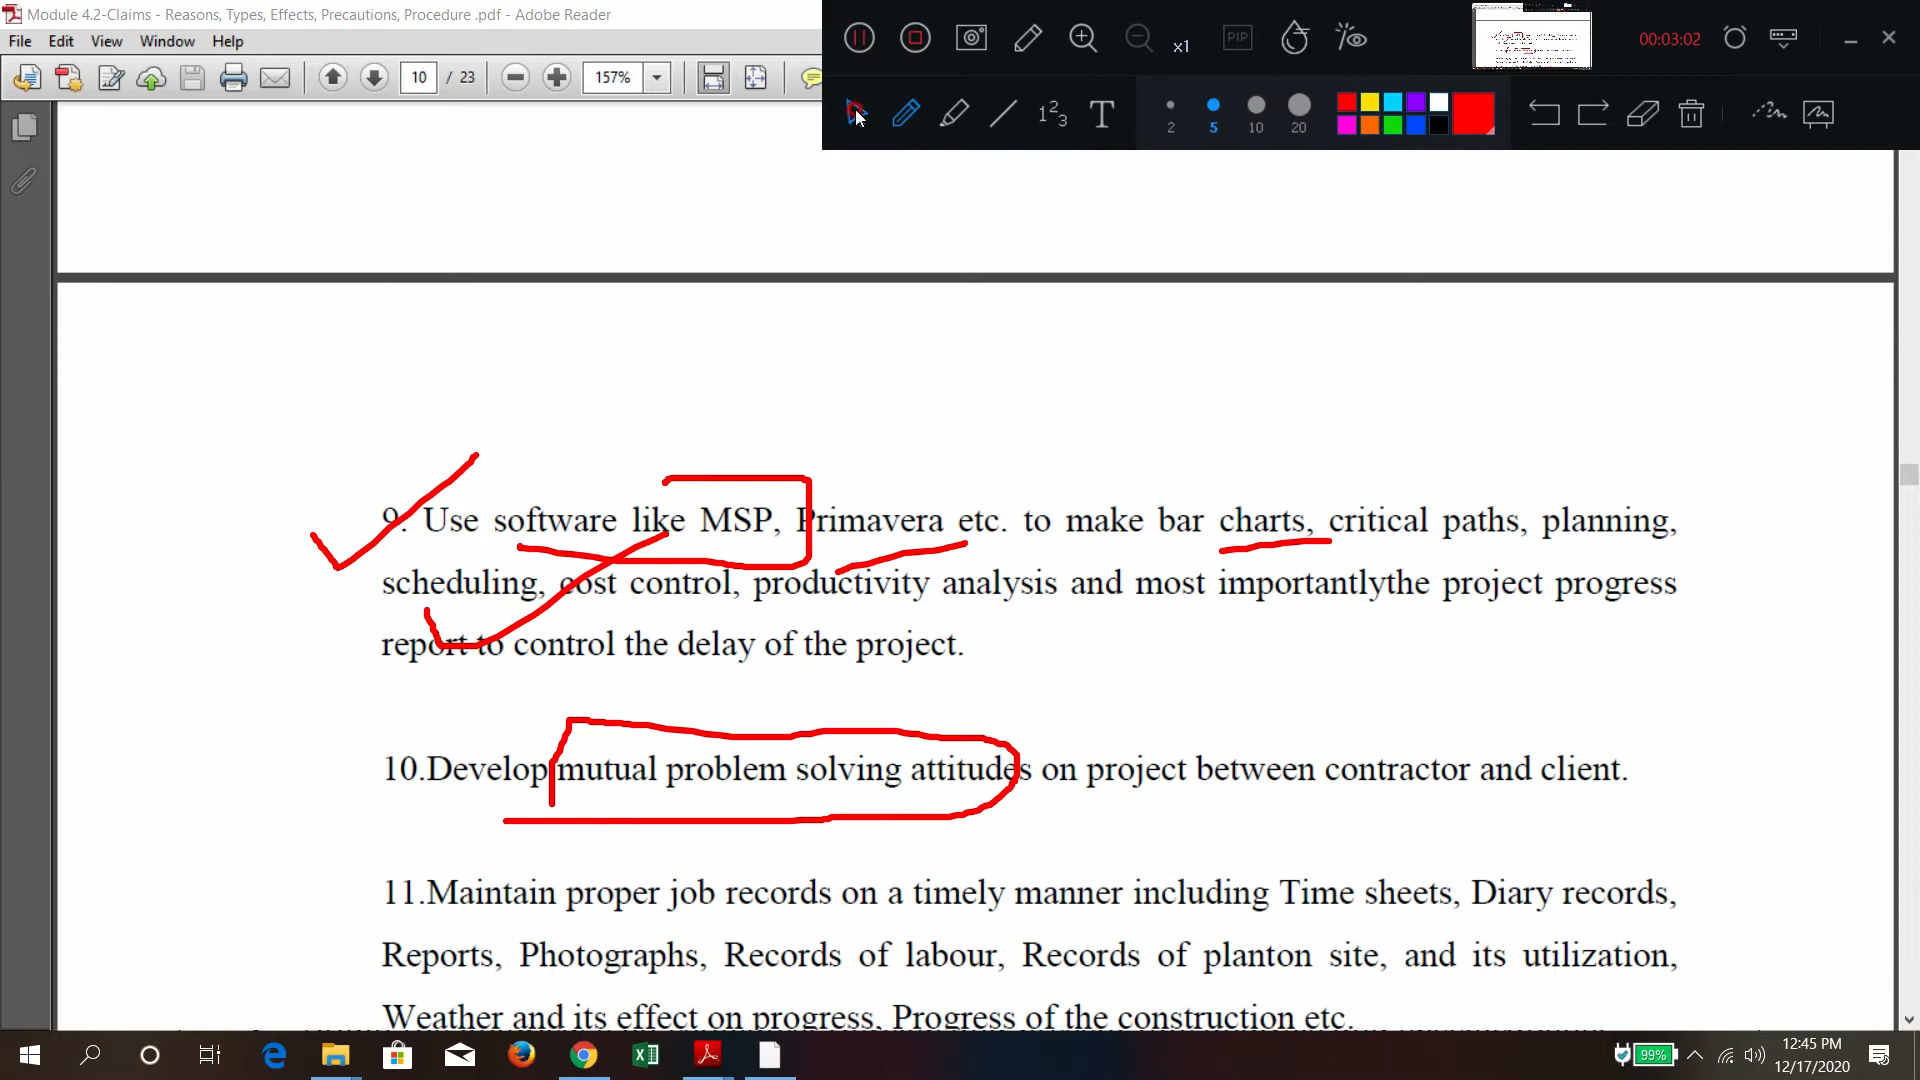 Module 4.2-Claims - Reasons, Types, Effects, Precautions, Procedure .pdf - Adobe Reader
File Edit View Window Help
10 / 23 157%
x1 PIP 00:03:02
1 2 3 T 2 5 10 20
9. Use software like MSP, Primavera etc. to make bar charts, critical paths, planning,
scheduling, cost control, productivity analysis and most importantlythe project progress
report to control the delay of the project.
10.Develop mutual problem solving attitudes on project between contractor and client.
11.Maintain proper job records on a timely manner including Time sheets, Diary records,
Reports, Photographs, Records of labour, Records of planton site, and its utilization,
Weather and its effect on progress, Progress of the construction etc.
99% 12:45 PM
12/17/2020